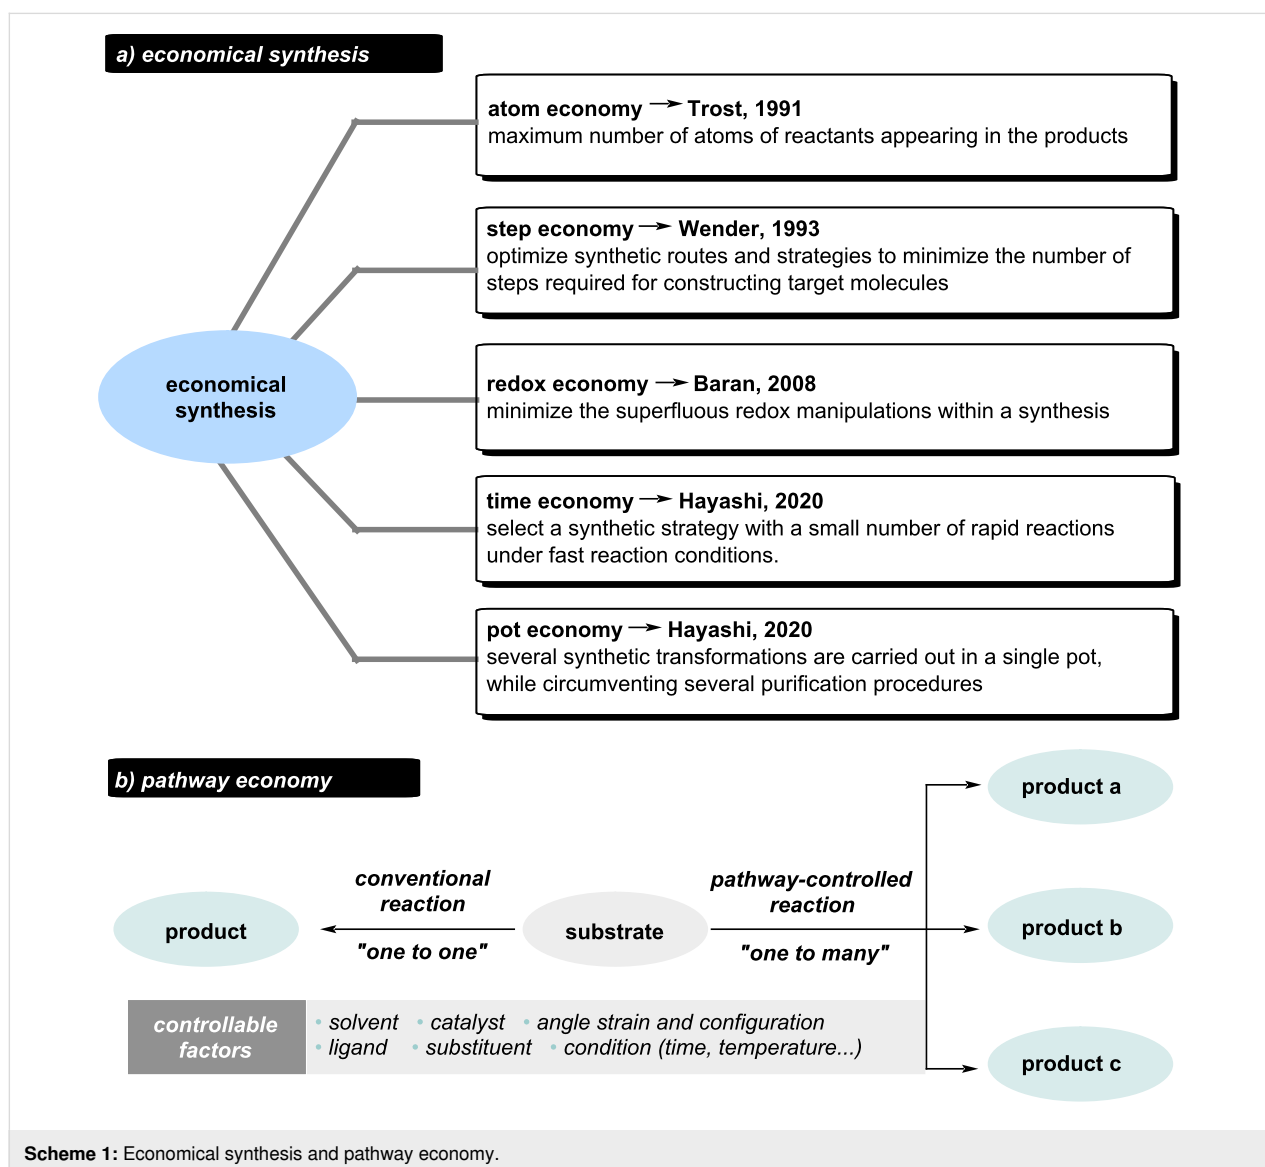 a) economical synthesis
atom economy → Trost, 1991
maximum number of atoms of reactants appearing in the products
step economy → Wender, 1993
optimize synthetic routes and strategies to minimize the number of
steps required for constructing target molecules
economical
synthesis
redox economy → Baran, 2008
minimize the superfluous redox manipulations within a synthesis
time economy → Hayashi, 2020
select a synthetic strategy with a small number of rapid reactions
under fast reaction conditions.
pot economy → Hayashi, 2020
several synthetic transformations are carried out in a single pot,
while circumventing several purification procedures
b) pathway economy
product
conventional
reaction
"one to one"
substrate
pathway-controlled
reaction
"one to many"
product a
product b
product c
controllable
factors
• solvent • catalyst • angle strain and configuration
• ligand • substituent • condition (time, temperature...)
Scheme 1: Economical synthesis and pathway economy.